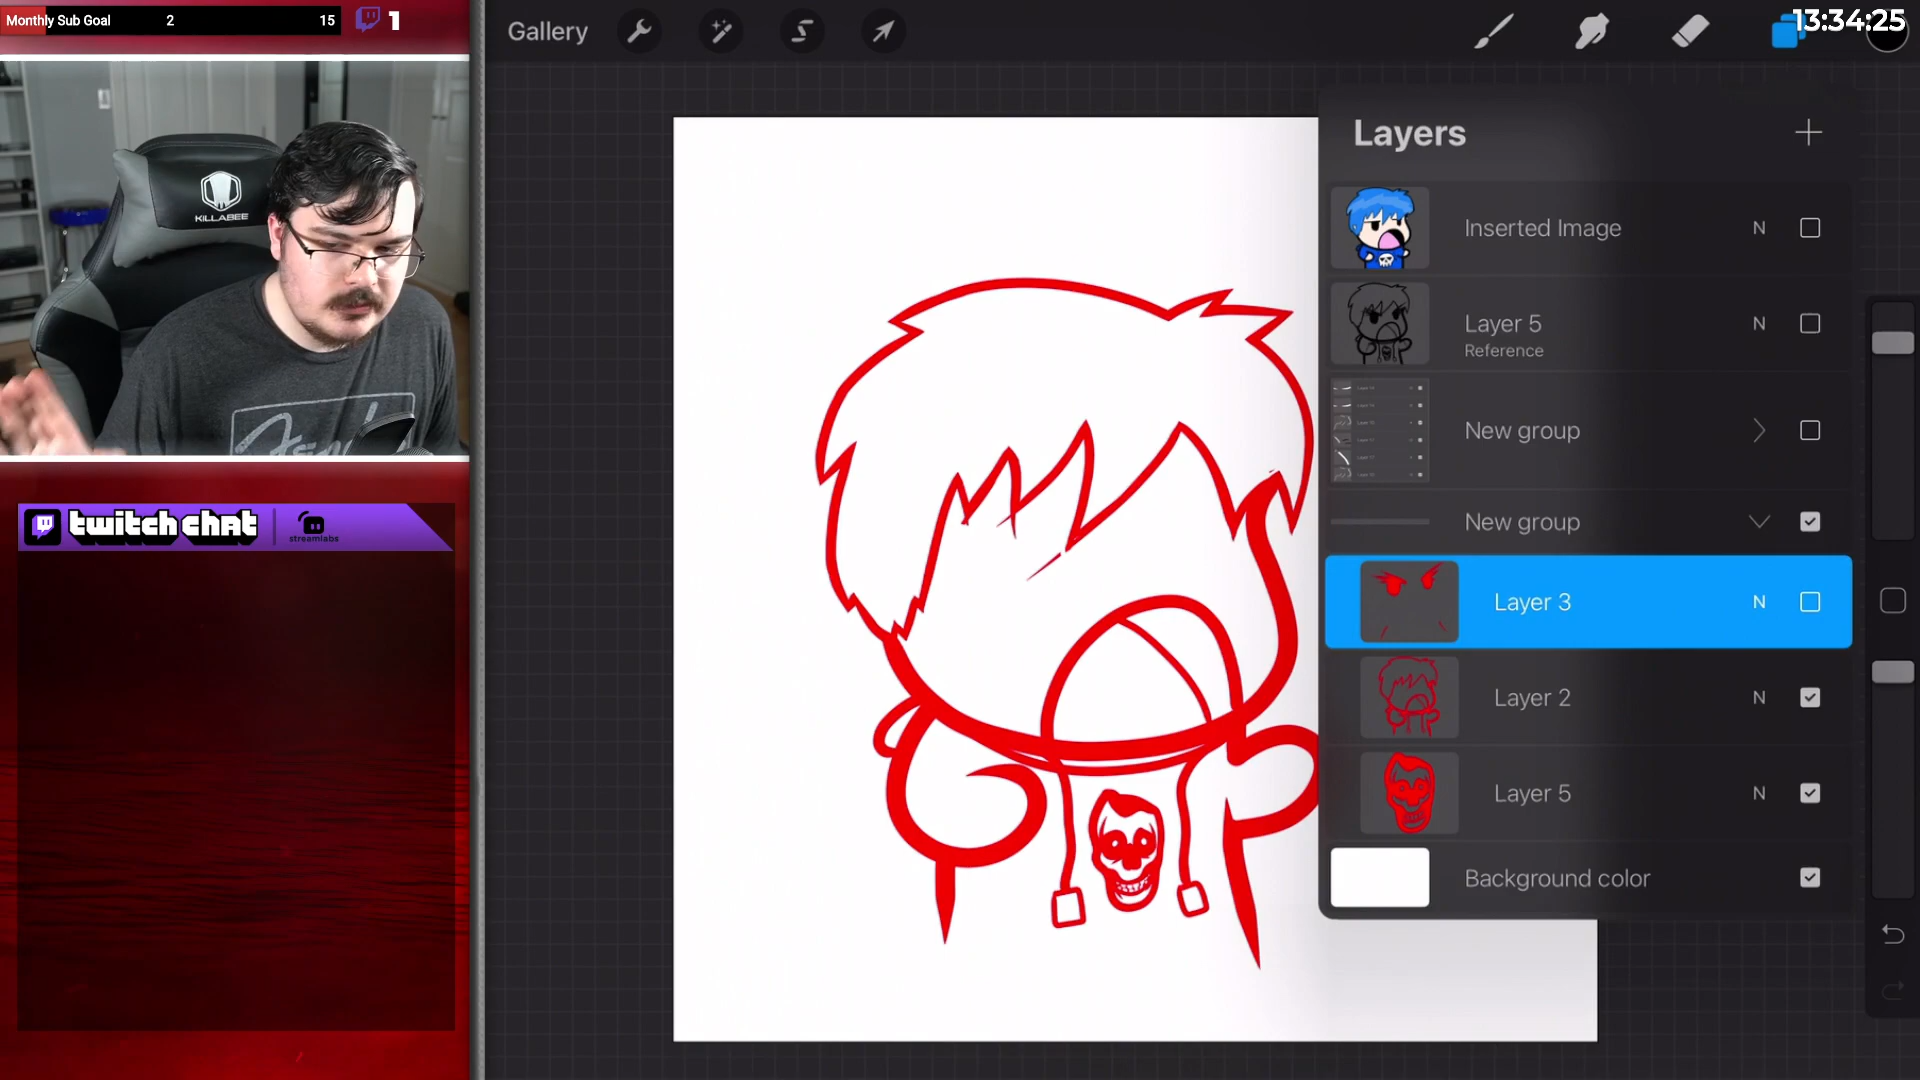 Monthly Sub Goal 2 15 1
KILLABEE
Fender
twitch chat
streamlabs
Gallery
13:34:25
Layers
Inserted Image N
Layer 5 N
Reference
New group
New group
Layer 3 N
Layer 2 N
Layer 5 N
Background color